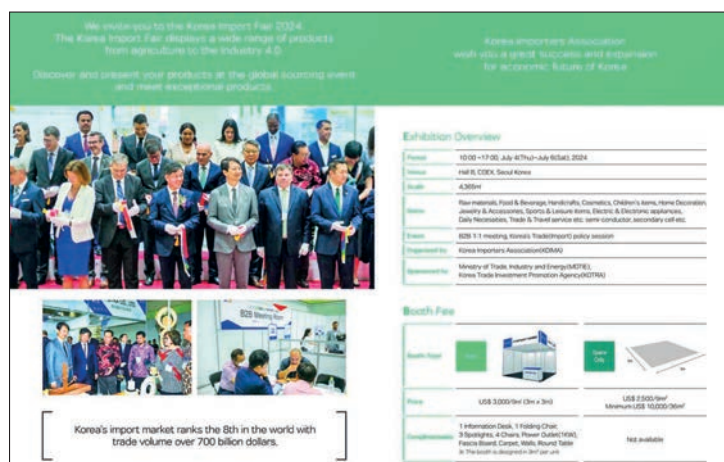 We invite you to the Korea Import Fair 2024.
The Korea Import Fair displays a wide range of products
from agriculture to the Industry 4.0.
Discover and present your products at the global sourcing event
and meet exceptional products.
B2B Meeting Room
Korea's import market ranks the 8th in the world with
trade volume over 700 billion dollars.
Korea Importers Association
wish you a great success and expansion
for economic future of Korea
Exhibition Overview
Period 10:00 ~17:00, July 4(Thu)~July 6(Sat), 2024
Venue Hall B, COEX, Seoul Korea
4,365㎡
Raw materials, Food & Beverage, Handicrafts, Cosmetics, Children's items, Home Decoration,
Jewelry & Accessories, Sports & Leisure items, Electric & Electronic appliances,
Daily Necessities, Trade & Travel service etc. semi conductor, secondary cell etc.
Event B2B 1:1 meeting, Korea's Trade(Import) policy session
Organized by Korea Importers Association(KOIMA)
Sponsored by Ministry of Trade, Industry and Energy(MOTIE),
Korea Trade Investment Promotion Agency(KOTRA)
Booth Fee
Booth Type
Space
Only
Price US$ 3,000/9㎡ (3m x 3m) US$ 2,500/9㎡
Minimum US$ 10,000/36㎡
1 Information Desk, 1 Folding Chair,
3 Spotlights, 4 Chairs, Power Outlet(1KW),
Fascia Board, Carpet, Walls, Round Table
Not available